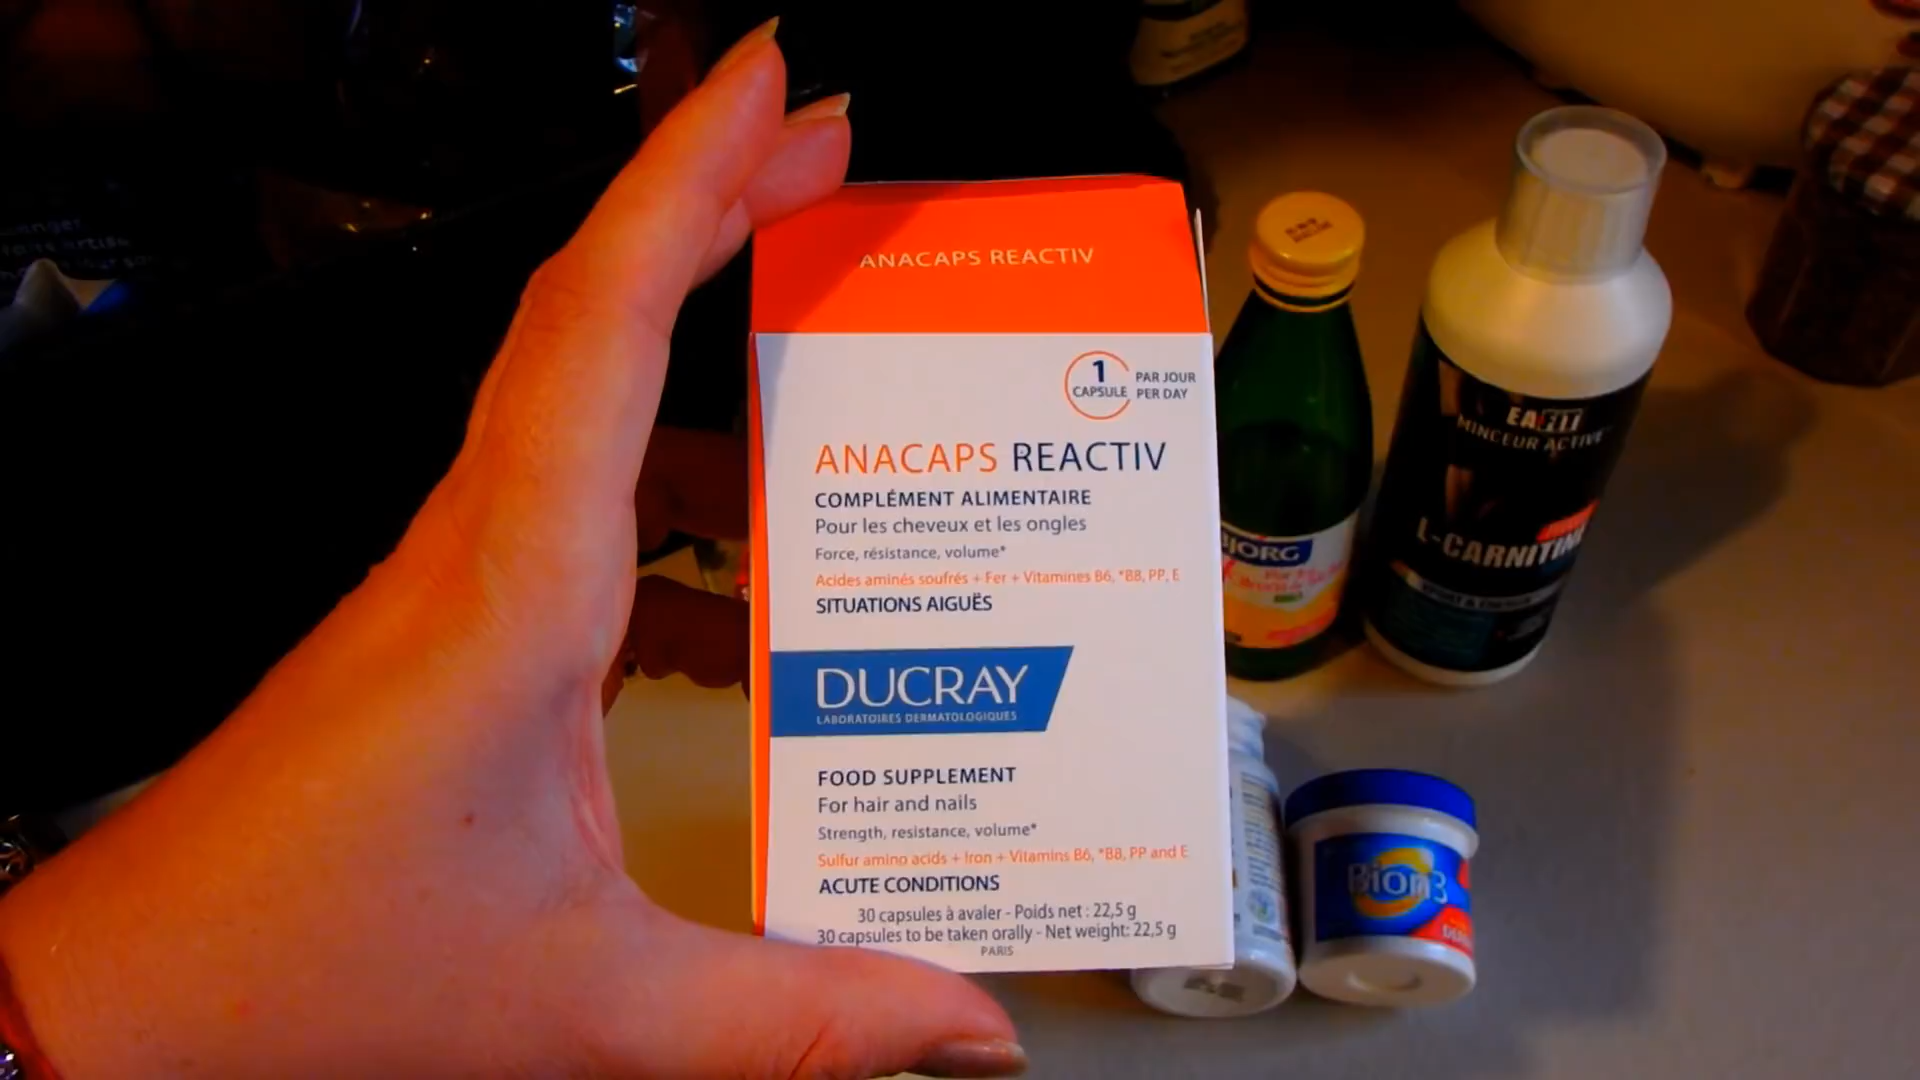 ANACAPS REACTIV
1
CAPSULE
PAR JOUR
PER DAY
ANACAPS REACTIV
COMPLÉMENT ALIMENTAIRE
Pour les cheveux et les ongles
Force, résistance, volume*
Acides aminés soufrés + Fer + Vitamines B6, *B8, PP, E
SITUATIONS AIGUËS
DUCRAY
LABORATOIRES DERMATOLOGIQUES
FOOD SUPPLEMENT
For hair and nails
Strength, resistance, volume*
Sulfur amino acids + Iron + Vitamins B6, *B8, PP and E
ACUTE CONDITIONS
30 capsules à avaler - Poids net : 22,5 g
30 capsules to be taken orally - Net weight: 22,5 g
PARIS
EAFIT
MINCEUR ACTIVE
L-CARNITINE
BJORG
Bion3